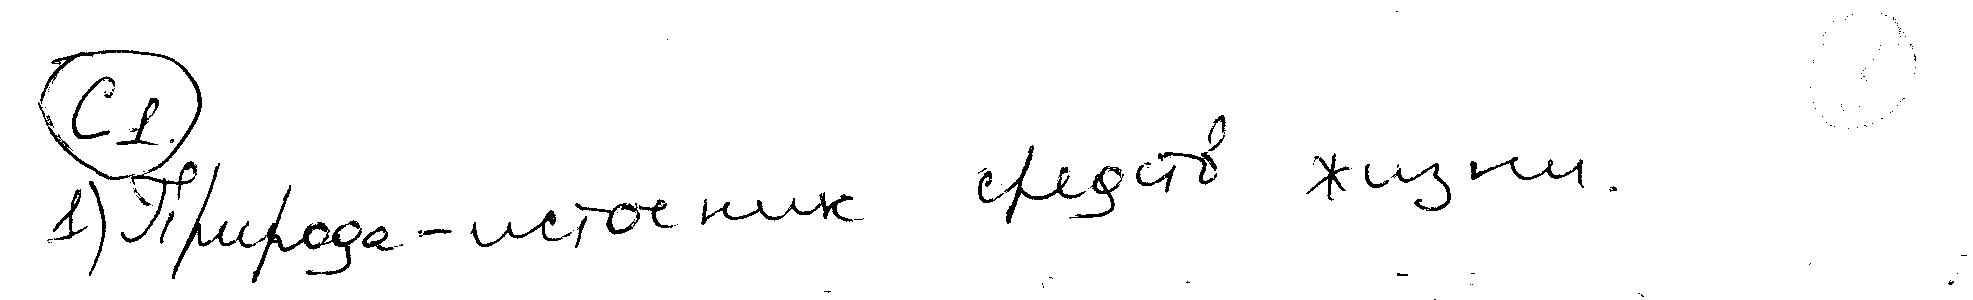 С1.
1) Природа - источник средств жизни.